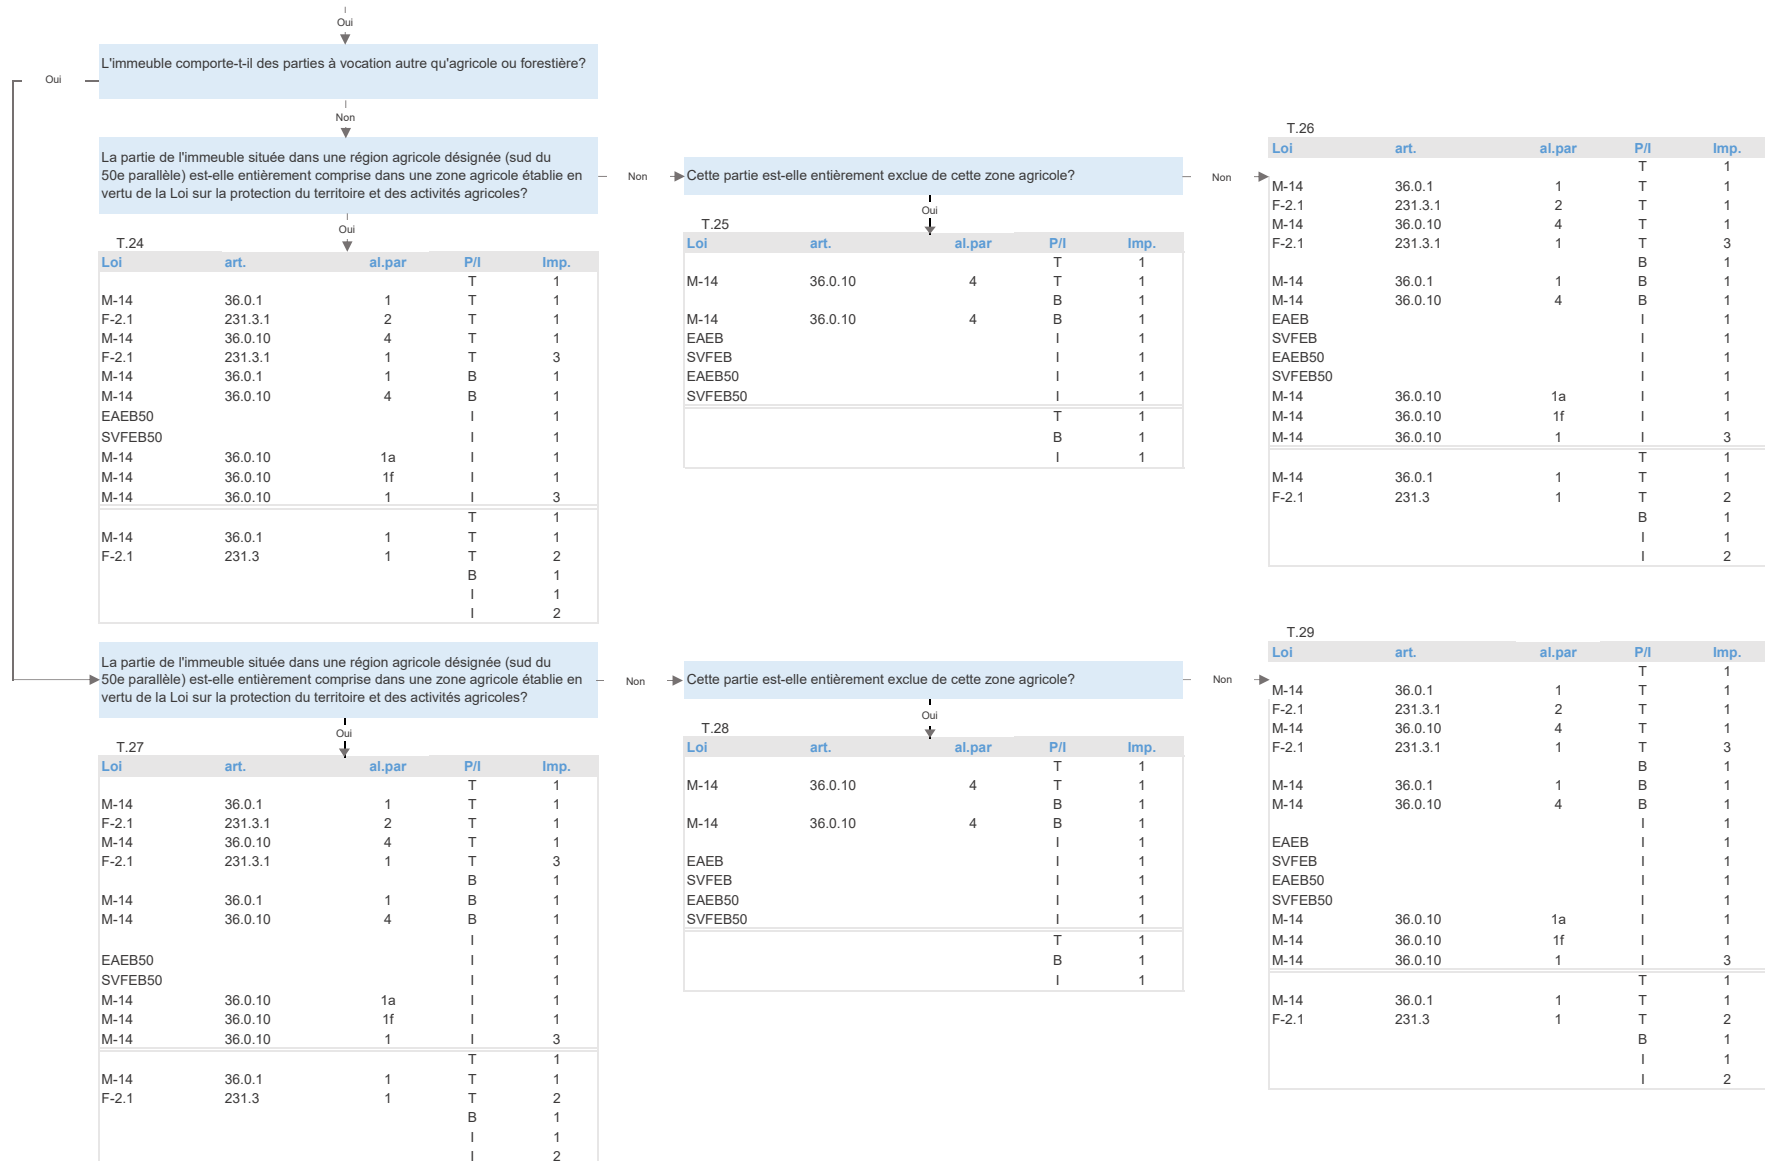 Oui
L'immeuble comporte-t-il des parties à vocation autre qu'agricole ou forestière?
Oui
Non
La partie de l'immeuble située dans une région agricole désignée (sud du
50e parallèle) est-elle entièrement comprise dans une zone agricole établie en
vertu de la Loi sur la protection du territoire et des activités agricoles?
Non
Cette partie est-elle entièrement exclue de cette zone agricole?
Non
Oui
T.24
Loi art. al.par P/I Imp.
T 1
M-14 36.0.1 1 T 1
F-2.1 231.3.1 2 T 1
M-14 36.0.10 4 T 1
F-2.1 231.3.1 1 T 3
M-14 36.0.1 1 B 1
M-14 36.0.10 4 B 1
EAEB50 I 1
SVFEB50 I 1
M-14 36.0.10 1a I 1
M-14 36.0.10 1f I 1
M-14 36.0.10 1 I 3
T 1
M-14 36.0.1 1 T 1
F-2.1 231.3 1 T 2
B 1
I 1
I 2
Oui
T.25
Loi art. al.par P/I Imp.
T 1
M-14 36.0.10 4 T 1
B 1
M-14 36.0.10 4 B 1
EAEB I 1
SVFEB I 1
EAEB50 I 1
SVFEB50 I 1
T 1
B 1
I 1
T.26
Loi art. al.par P/I Imp.
T 1
M-14 36.0.1 1 T 1
F-2.1 231.3.1 2 T 1
M-14 36.0.10 4 T 1
F-2.1 231.3.1 1 T 3
B 1
M-14 36.0.1 1 B 1
M-14 36.0.10 4 B 1
EAEB I 1
SVFEB I 1
EAEB50 I 1
SVFEB50 I 1
M-14 36.0.10 1a I 1
M-14 36.0.10 1f I 1
M-14 36.0.10 1 I 3
T 1
M-14 36.0.1 1 T 1
F-2.1 231.3 1 T 2
B 1
I 1
I 2
La partie de l'immeuble située dans une région agricole désignée (sud du
50e parallèle) est-elle entièrement comprise dans une zone agricole établie en
vertu de la Loi sur la protection du territoire et des activités agricoles?
Non
Cette partie est-elle entièrement exclue de cette zone agricole?
Non
Oui
T.27
Loi art. al.par P/I Imp.
T 1
M-14 36.0.1 1 T 1
F-2.1 231.3.1 2 T 1
M-14 36.0.10 4 T 1
F-2.1 231.3.1 1 T 3
B 1
M-14 36.0.1 1 B 1
M-14 36.0.10 4 B 1
I 1
EAEB50 I 1
SVFEB50 I 1
M-14 36.0.10 1a I 1
M-14 36.0.10 1f I 1
M-14 36.0.10 1 I 3
T 1
M-14 36.0.1 1 T 1
F-2.1 231.3 1 T 2
B 1
I 1
I 2
Oui
T.28
Loi art. al.par P/I Imp.
T 1
M-14 36.0.10 4 T 1
B 1
M-14 36.0.10 4 B 1
I 1
EAEB I 1
SVFEB I 1
EAEB50 I 1
SVFEB50 I 1
T 1
B 1
I 1
T.29
Loi art. al.par P/I Imp.
T 1
M-14 36.0.1 1 T 1
F-2.1 231.3.1 2 T 1
M-14 36.0.10 4 T 1
F-2.1 231.3.1 1 T 3
B 1
M-14 36.0.1 1 B 1
M-14 36.0.10 4 B 1
I 1
EAEB I 1
SVFEB I 1
EAEB50 I 1
SVFEB50 I 1
M-14 36.0.10 1a I 1
M-14 36.0.10 1f I 1
M-14 36.0.10 1 I 3
T 1
M-14 36.0.1 1 T 1
F-2.1 231.3 1 T 2
B 1
I 1
I 2